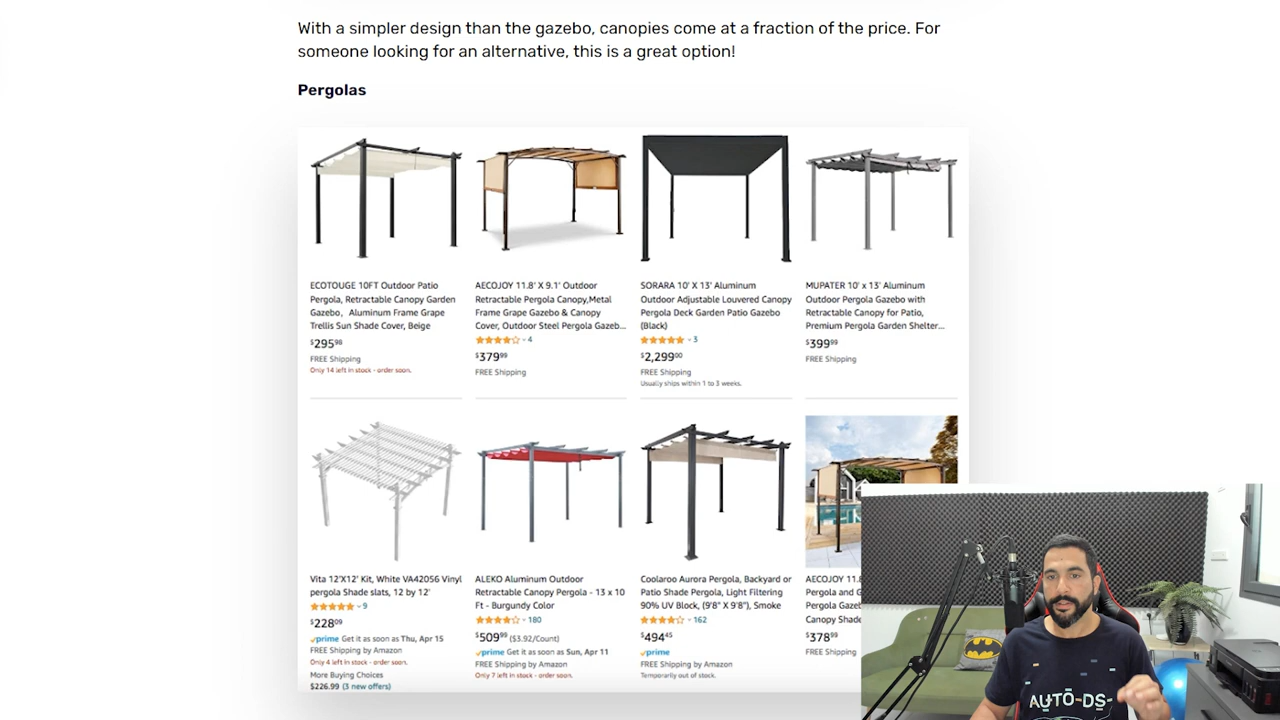 With a simpler design than the gazebo, canopies come at a fraction of the price. For
someone looking for an alternative, this is a great option!
Pergolas
ECOTOUGE 10FT Outdoor Patio
Pergola, Retractable Canopy Garden
Gazebo, Aluminum Frame Grape
Trellis Sun Shade Cover, Beige
$29598
FREE Shipping
Only 14 left in stock - order soon.
AECOJOY 11.8' X 9.1' Outdoor
Retractable Pergola Canopy,Metal
Frame Grape Gazebo & Canopy
Cover, Outdoor Steel Pergola Gazeb...
4
$37999
FREE Shipping
SORARA 10' X 13' Aluminum
Outdoor Adjustable Louvered Canopy
Pergola Deck Garden Patio Gazebo
(Black)
3
$2,29900
FREE Shipping
Usually ships within 1 to 3 weeks.
MUPATER 10' x 13' Aluminum
Outdoor Pergola Gazebo with
Retractable Canopy for Patio,
Premium Pergola Garden Shelter...
$39999
FREE Shipping
Vita 12'X12' Kit, White VA42056 Vinyl
pergola Shade slats, 12 by 12'
9
$22809
prime Get it as soon as Thu, Apr 15
FREE Shipping by Amazon
Only 4 left in stock - order soon.
More Buying Choices
$226.99 (3 new offers)
ALEKO Aluminum Outdoor
Retractable Canopy Pergola - 13 x 10
Ft - Burgundy Color
180
$50999 ($3.92/Count)
prime Get it as soon as Sun, Apr 11
FREE Shipping by Amazon
Only 7 left in stock - order soon.
Coolaroo Aurora Pergola, Backyard or
Patio Shade Pergola, Light Filtering
90% UV Block, (9'8" X 9'8"), Smoke
162
$49445
prime
FREE Shipping by Amazon
Temporarily out of stock.
AECOJOY 11.8
Pergola and G
Pergola Gazeb
Canopy Shade
$37899
FREE Shipping
AUTO-DS-